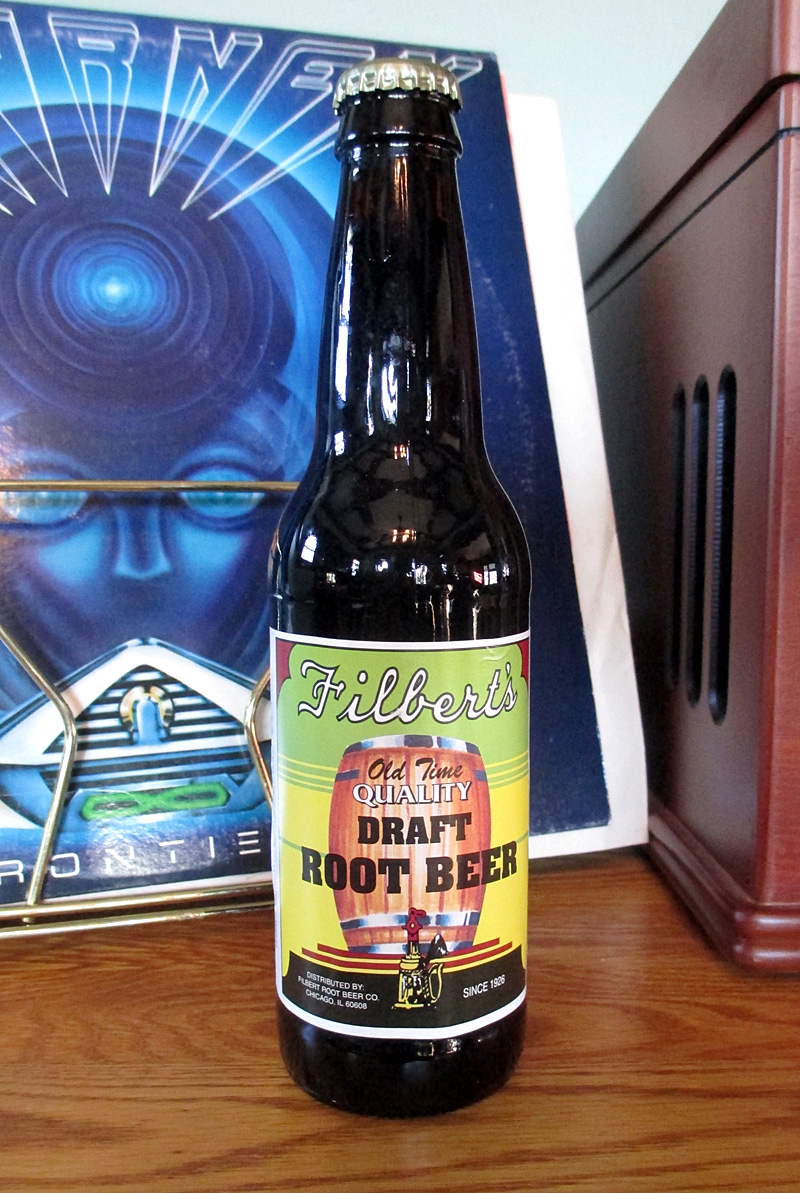 RNEY
RONTIE
Filbert's
Old Time
QUALITY
DRAFT
ROOT BEER
DISTRIBUTED BY:
FILBERT ROOT BEER CO.
CHICAGO, IL 60608
SINCE 1926